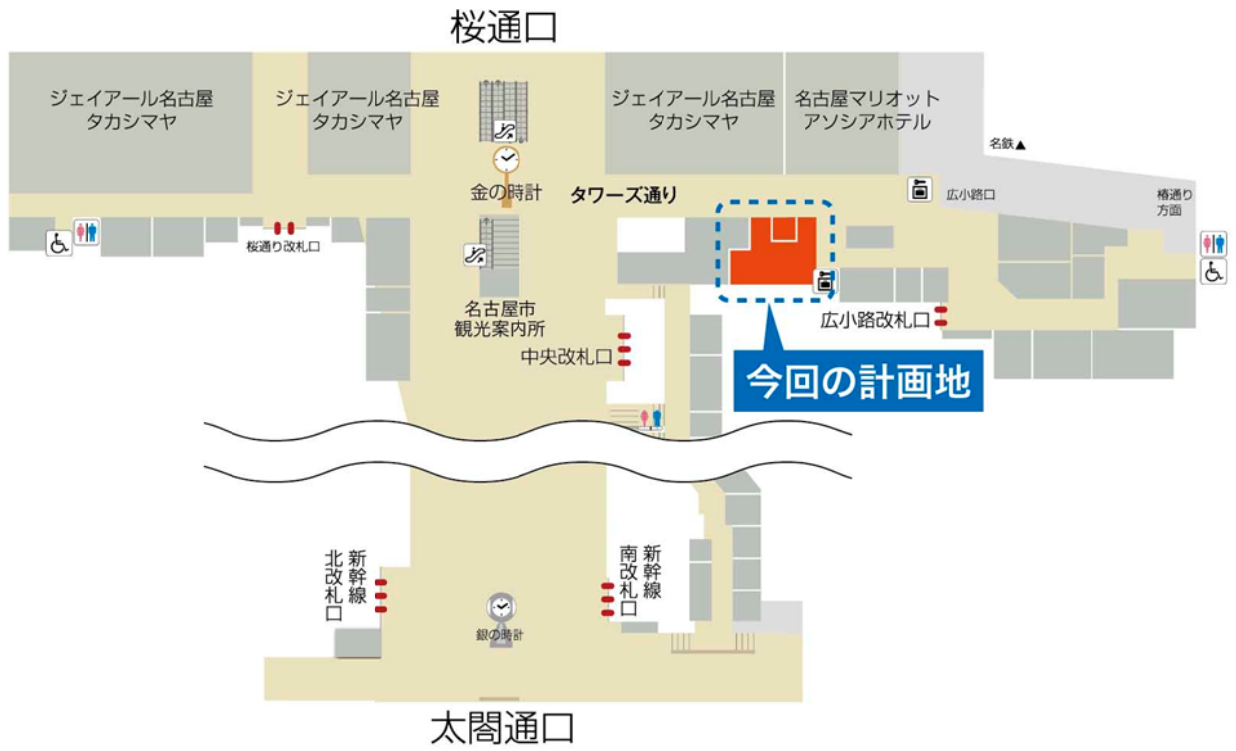 桜通口
ジェイアール名古屋
タカシマヤ
ジェイアール名古屋
タカシマヤ
ジェイアール名古屋
タカシマヤ
名古屋マリオット
アソシアホテル
名鉄▲
金の時計
タワーズ通り
広小路口
椿通り
方面
桜通り改札口
名古屋市
観光案内所
中央改札口
広小路改札口
今回の計画地
新幹線
北改札口
新幹線
南改札口
銀の時計
太閤通口